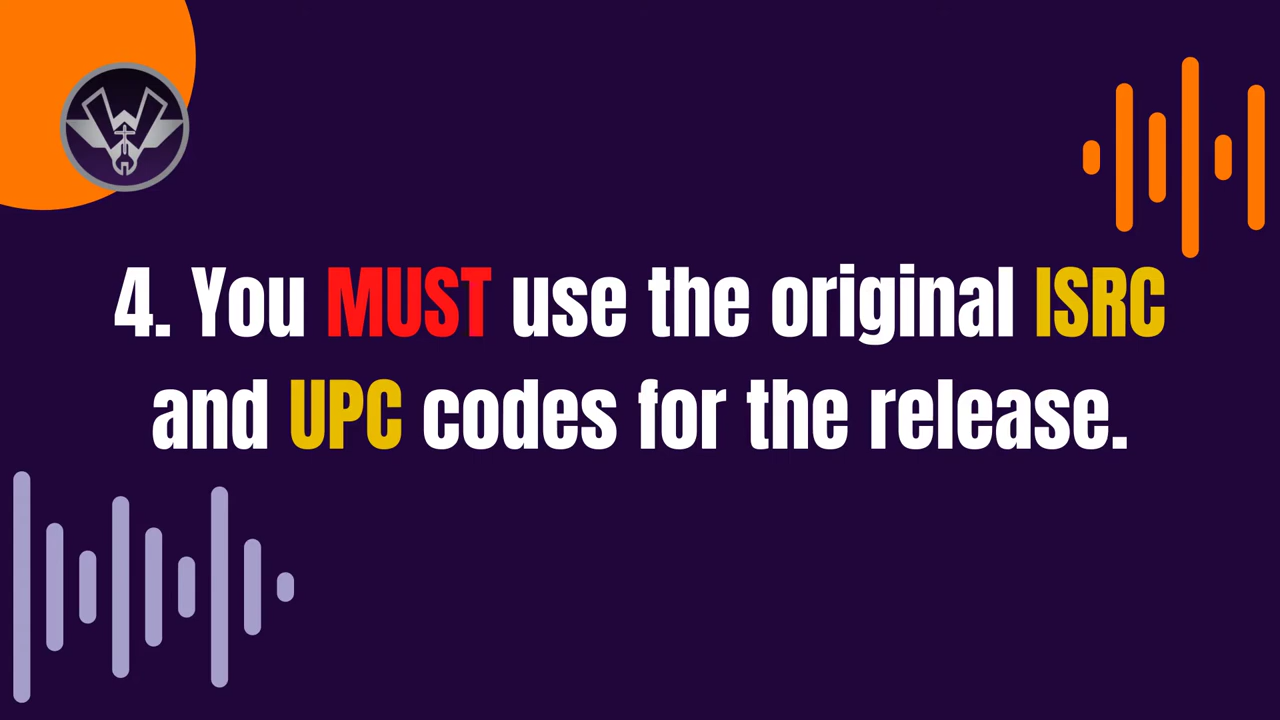 4. You MUST use the original ISRC
and UPC codes for the release.